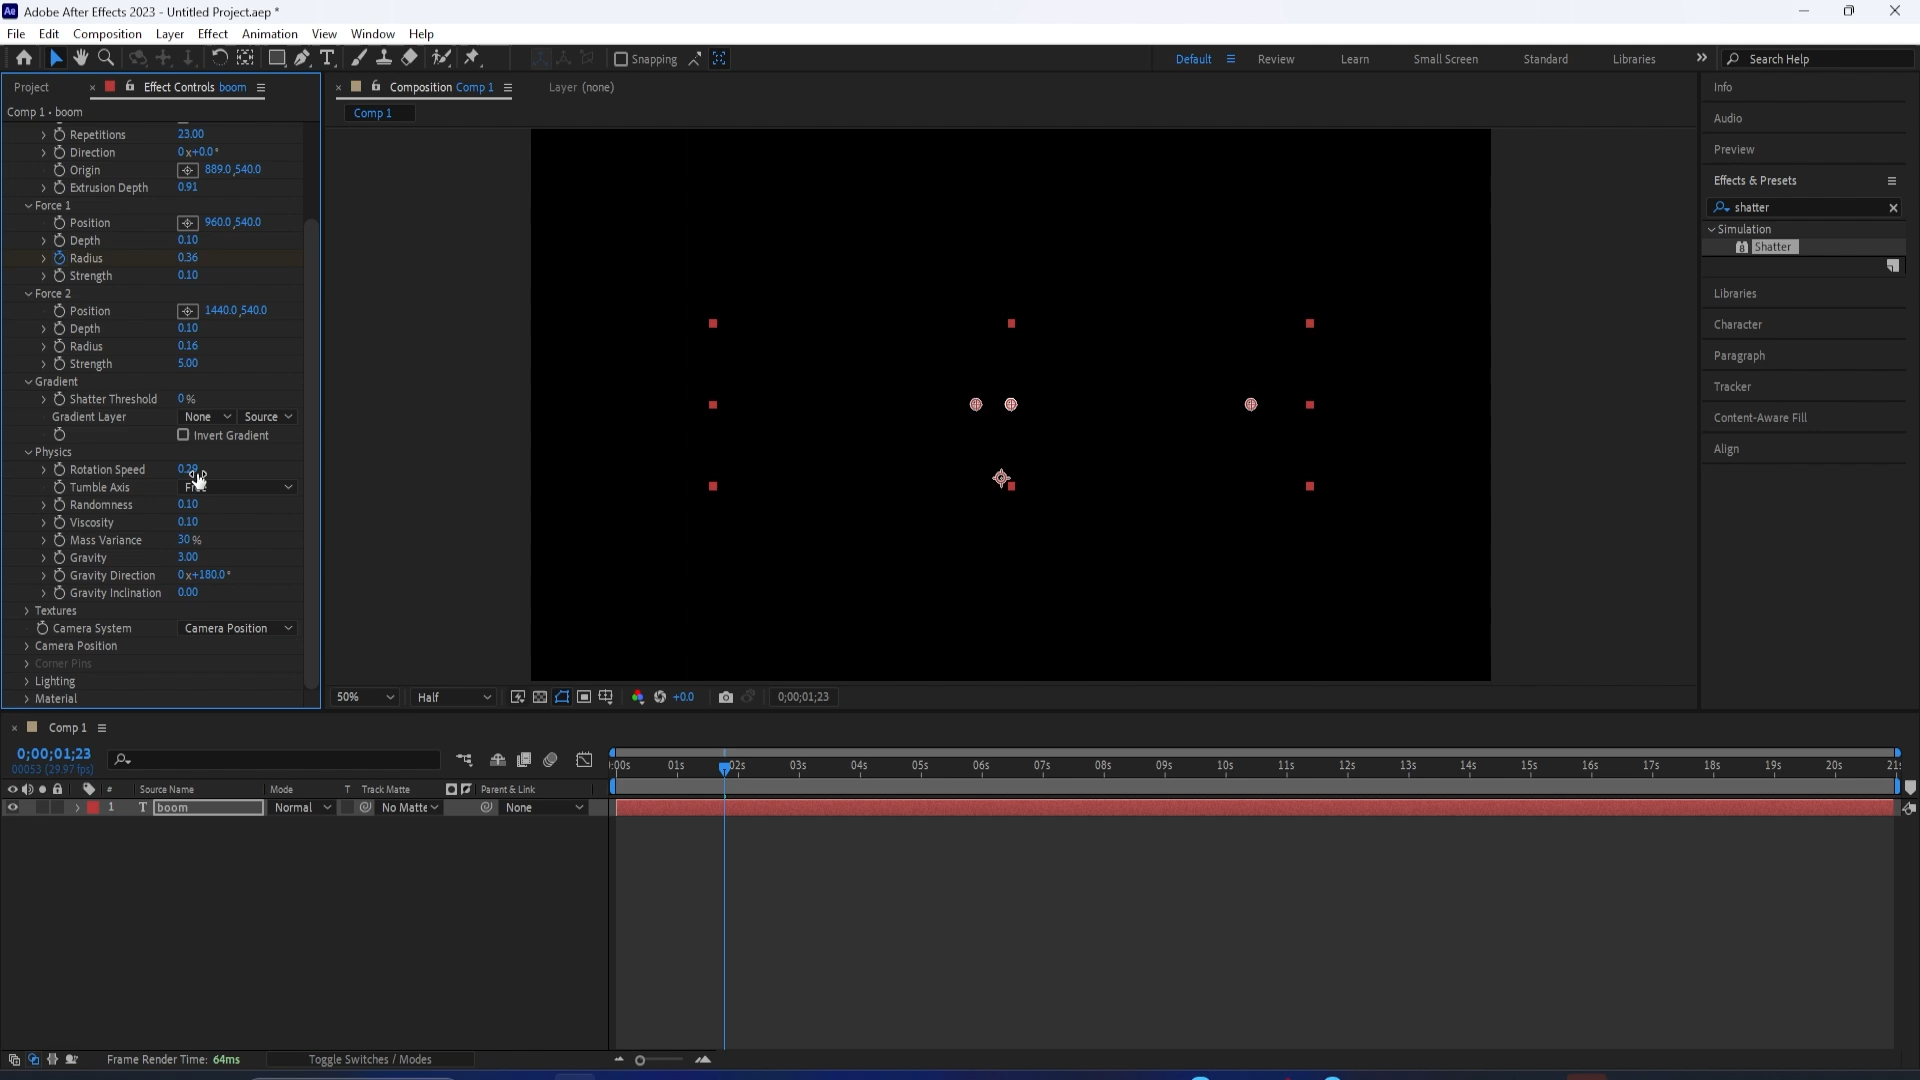 Ae Adobe After Effects 2023 - Untitled Project.aep *
File Edit Composition Layer Effect Animation View Window Help
Snapping Default Review Learn Small Screen Standard Libraries Search Help
Project Effect Controls boom Composition Comp 1 Layer (none) Info
Comp 1 • boom Comp 1
Audio
Preview
Effects & Presets
shatter
Simulation
Shatter
Libraries
Character
Paragraph
Tracker
Content-Aware Fill
Align
Repetitions 23.00
Direction 0x+0.0°
Origin 889.0,540.0
Extrusion Depth 0.91
Force 1
Position 960.0,540.0
Depth 0.10
Radius 0.36
Strength 0.10
Force 2
Position 1440.0,540.0
Depth 0.10
Radius 0.16
Strength 5.00
Gradient
Shatter Threshold 0%
Gradient Layer None Source
Invert Gradient
Physics
Rotation Speed 0.29
Tumble Axis Free
Randomness 0.10
Viscosity 0.10
Mass Variance 30%
Gravity 3.00
Gravity Direction 0x+180.0°
Gravity Inclination 0.00
Textures
Camera System Camera Position
Camera Position
Corner Pins
Lighting
Material
50% Half +0.0 0;00;01;23
Comp 1
0;00;01;23
00053 (29.97 fps)
:00s 01s 02s 03s 04s 05s 06s 07s 08s 09s 10s 11s 12s 13s 14s 15s 16s 17s 18s 19s 20s 21s
# Source Name Mode T Track Matte Parent & Link
1 T boom Normal No Matte None
Frame Render Time: 64ms Toggle Switches / Modes